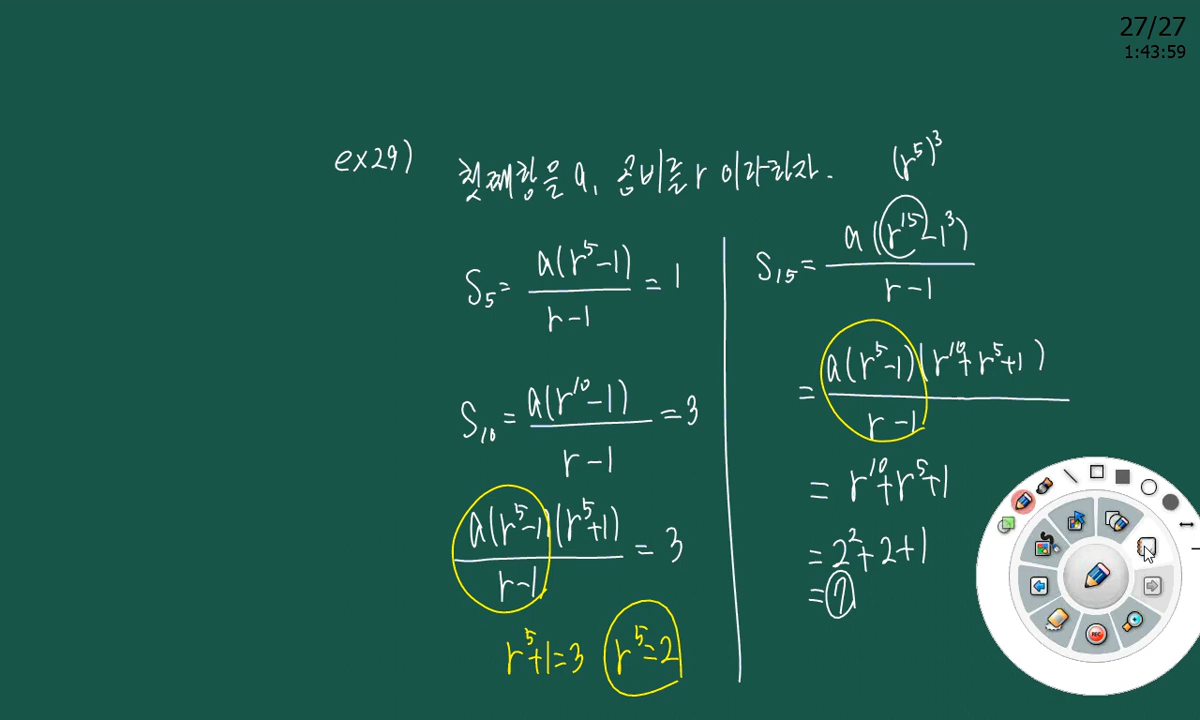 27/27
1:43:59
ex29) 첫째항을 a, 공비를 r 이라하자.
S₅ = a(r⁵-1) / r-1 = 1
S₁₀ = a(r¹⁰-1) / r-1 = 3
a(r⁵-1)(r⁵+1) / r-1 = 3
r⁵+1=3 r⁵=2
(r⁵)³
S₁₅ = a(r¹⁵-1³) / r-1
= a(r⁵-1)(r¹⁰+r⁵+1) / r-1
= r¹⁰+r⁵+1
= 2²+2+1
= 7
REC